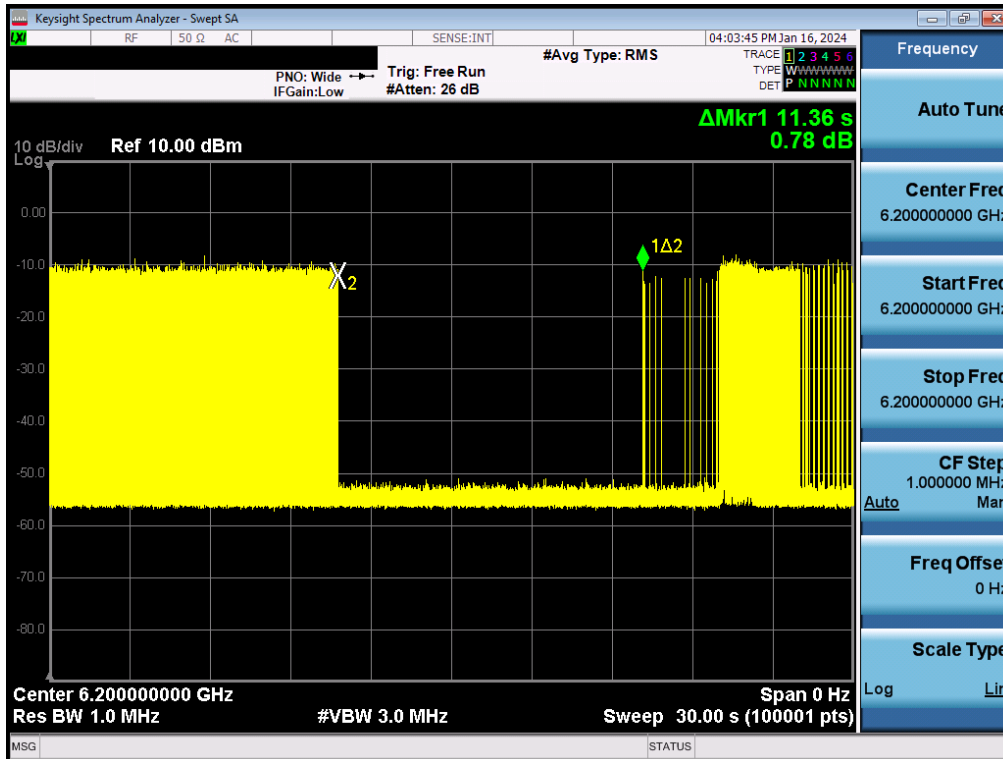 Keysight Spectrum Analyzer - Swept SA
LXI RF 50 Ω AC SENSE:INT 04:03:45 PM Jan 16, 2024
#Avg Type: RMS
TRACE 1 2 3 4 5 6
TYPE WWWWWW
DET P N N N N N
PNO: Wide
IFGain:Low
Trig: Free Run
#Atten: 26 dB
ΔMkr1 11.36 s
0.78 dB
10 dB/div Ref 10.00 dBm
Log
0.00
-10.0
-20.0
-30.0
-40.0
-50.0
-60.0
-70.0
-80.0
X2
1Δ2
Center 6.200000000 GHz Span 0 Hz
Res BW 1.0 MHz #VBW 3.0 MHz Sweep 30.00 s (100001 pts)
MSG STATUS
Frequency
Auto Tune
Center Freq
6.200000000 GHz
Start Freq
6.200000000 GHz
Stop Freq
6.200000000 GHz
CF Step
1.000000 MHz
Auto Man
Freq Offset
0 Hz
Scale Type
Log Lin